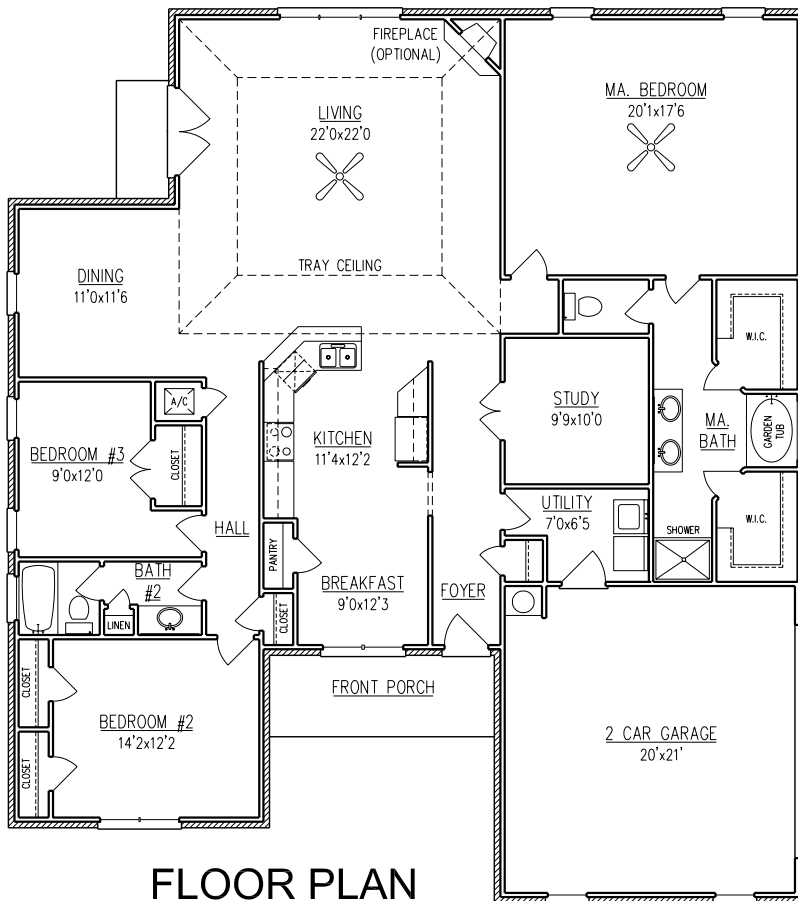 FIREPLACE
(OPTIONAL)
LIVING
22'0x22'0
MA. BEDROOM
20'1x17'6
TRAY CEILING
DINING
11'0x11'6
W.I.C.
A/C
STUDY
9'9x10'0
MA.
BATH
GARDEN
TUB
KITCHEN
11'4x12'2
BEDROOM #3
9'0x12'0
CLOSET
UTILITY
7'0x6'5
W.I.C.
HALL
SHOWER
PANTRY
BATH
#2
BREAKFAST
9'0x12'3
FOYER
LINEN
CLOSET
CLOSET
FRONT PORCH
BEDROOM #2
14'2x12'2
2 CAR GARAGE
20'x21'
CLOSET
FLOOR PLAN